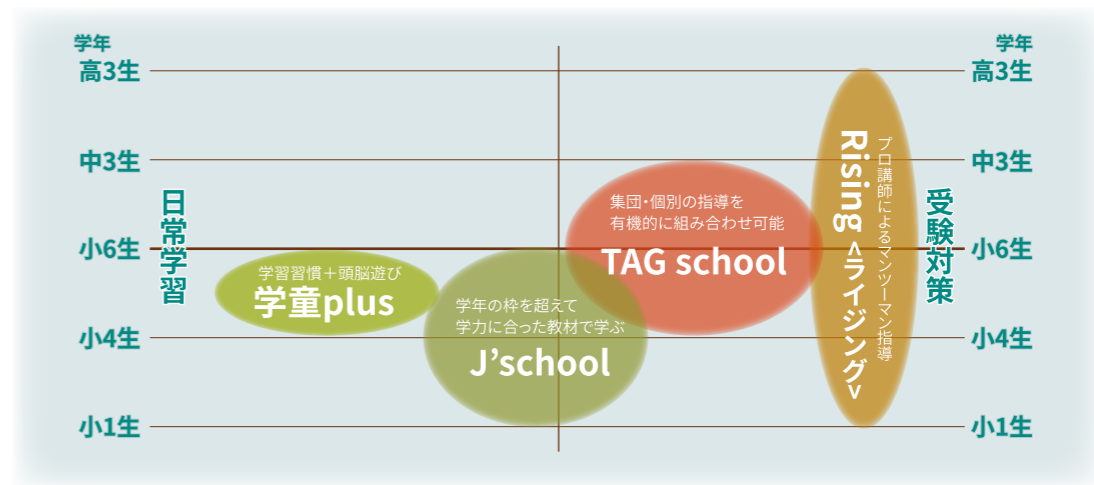 学年
高3生
中3生
小6生
小4生
小1生
日常学習
学習習慣＋頭脳遊び
学童plus
学年の枠を超えて
学力に合った教材で学ぶ
J’school
集団・個別の指導を
有機的に組み合わせ可能
TAG school
プロ講師によるマンツーマン指導
Rising <ライジング>
受験対策
学年
高3生
中3生
小6生
小4生
小1生